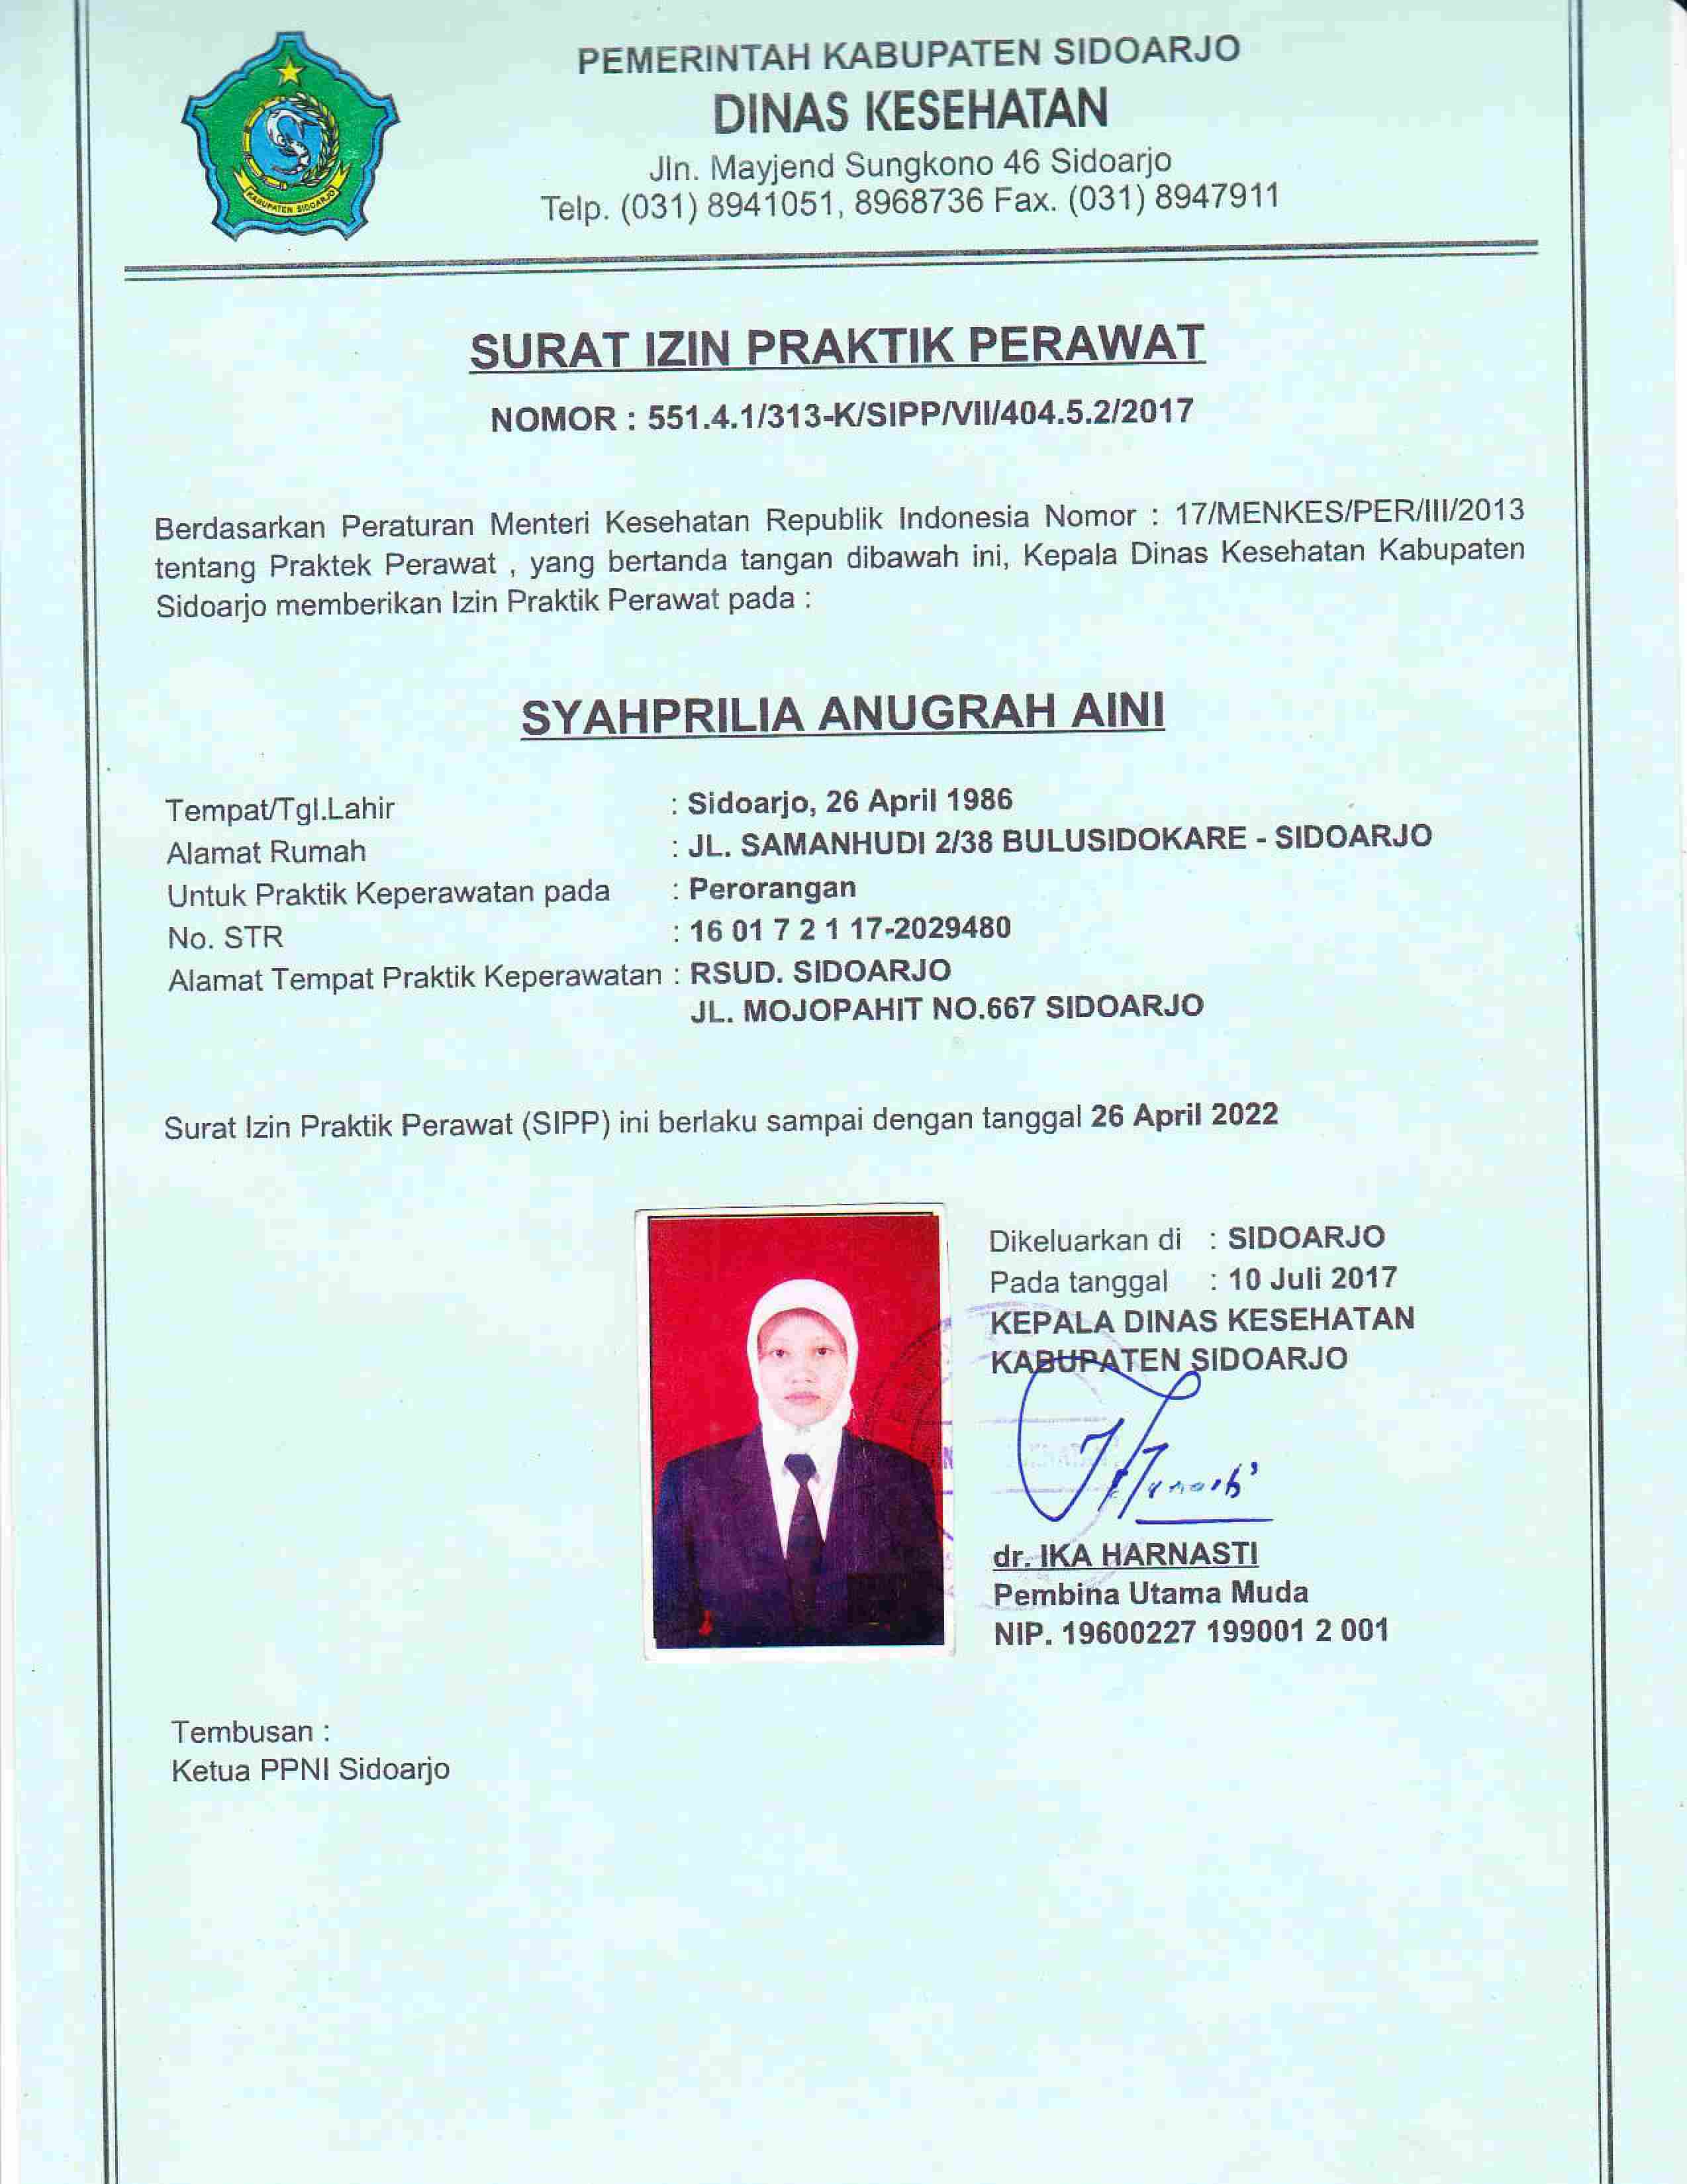 PEMERINTAH KABUPATEN SIDOARJO
DINAS KESEHATAN
Jln. Mayjend Sungkono 46 Sidoarjo
Telp. (031) 8941051, 8968736 Fax. (031) 8947911
KABUPATEN SIDOARJO
SURAT IZIN PRAKTIK PERAWAT
NOMOR : 551.4.1/313-K/SIPP/VII/404.5.2/2017
Berdasarkan Peraturan Menteri Kesehatan Republik Indonesia Nomor : 17/MENKES/PER/III/2013
tentang Praktek Perawat , yang bertanda tangan dibawah ini, Kepala Dinas Kesehatan Kabupaten
Sidoarjo memberikan Izin Praktik Perawat pada :
SYAHPRILIA ANUGRAH AINI
Tempat/Tgl.Lahir : Sidoarjo, 26 April 1986
Alamat Rumah : JL. SAMANHUDI 2/38 BULUSIDOKARE - SIDOARJO
Untuk Praktik Keperawatan pada : Perorangan
No. STR : 16 01 7 2 1 17-2029480
Alamat Tempat Praktik Keperawatan : RSUD. SIDOARJO
JL. MOJOPAHIT NO.667 SIDOARJO
Surat Izin Praktik Perawat (SIPP) ini berlaku sampai dengan tanggal 26 April 2022
Dikeluarkan di : SIDOARJO
Pada tanggal : 10 Juli 2017
KEPALA DINAS KESEHATAN
KABUPATEN SIDOARJO
dr. IKA HARNASTI
Pembina Utama Muda
NIP. 19600227 199001 2 001
Tembusan :
Ketua PPNI Sidoarjo